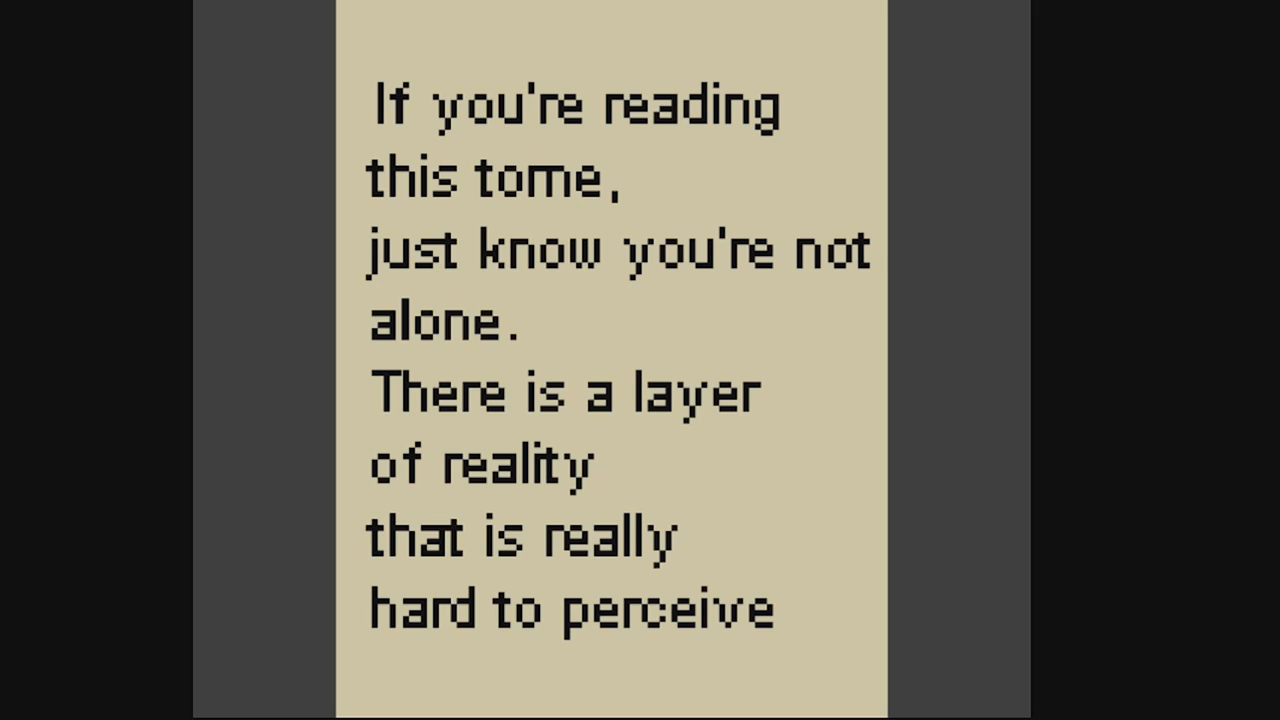 If you're reading
this tome,
just know you're not
alone.
There is a layer
of reality
that is really
hard to perceive